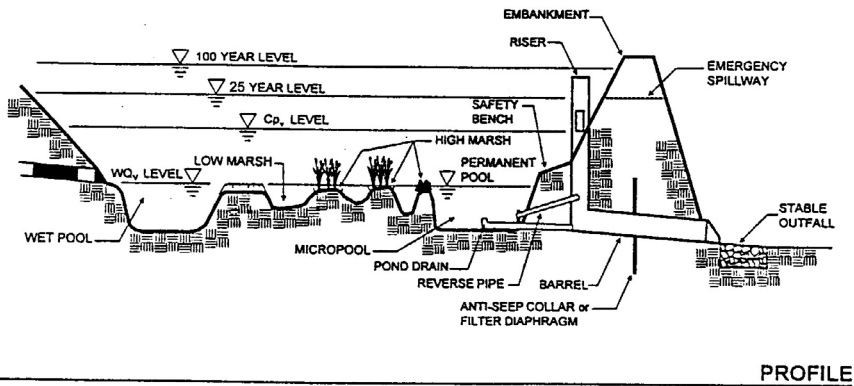 EMBANKMENT
RISER
100 YEAR LEVEL
EMERGENCY
SPILLWAY
25 YEAR LEVEL
SAFETY
BENCH
Cpv LEVEL
HIGH MARSH
LOW MARSH
PERMANENT
POOL
WQv LEVEL
STABLE
OUTFALL
WET POOL
MICROPOOL
POND DRAIN
REVERSE PIPE
BARREL
ANTI-SEEP COLLAR or
FILTER DIAPHRAGM
PROFILE